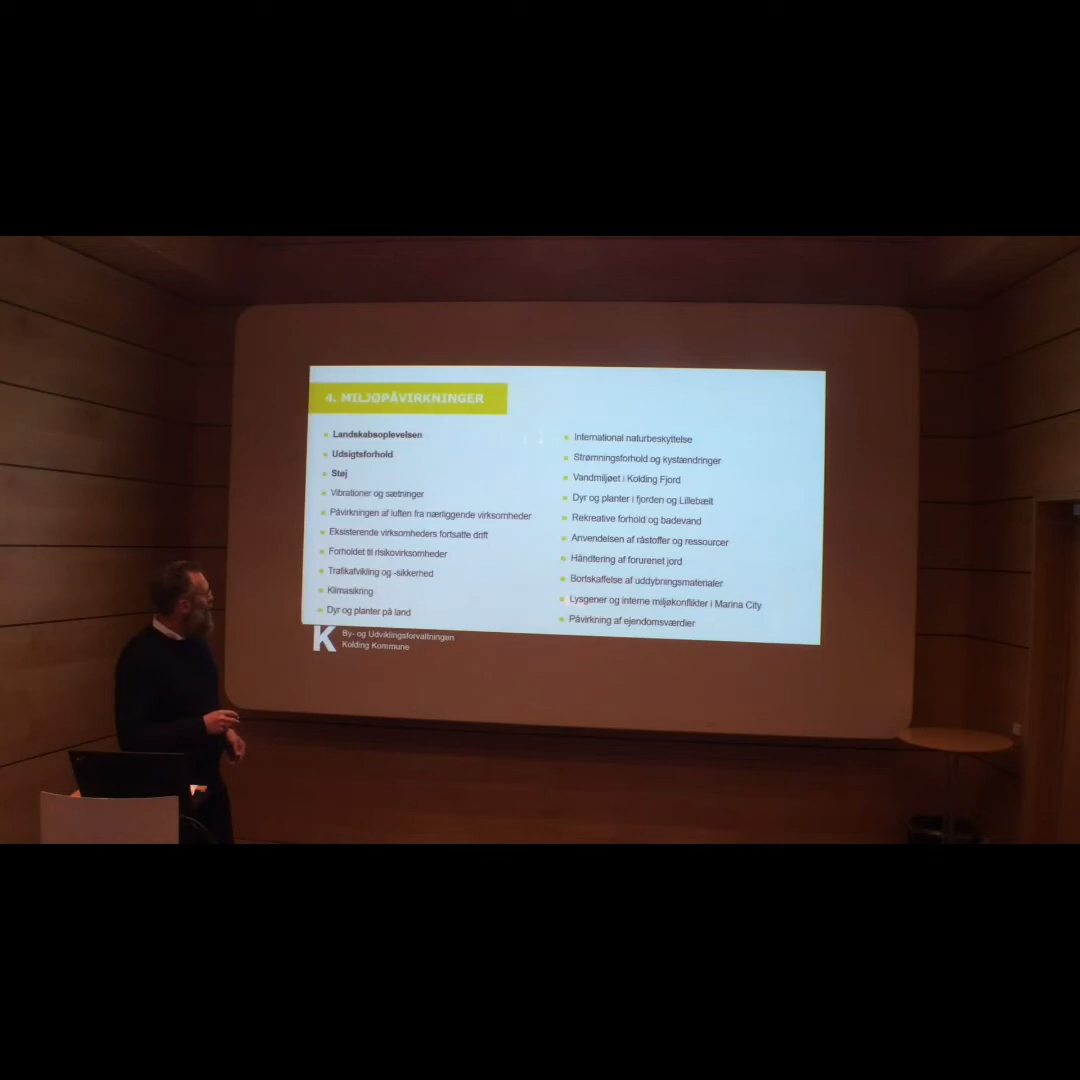 4. MILJØPÅVIRKNINGER
Landskabsoplevelsen
Udsigtsforhold
Støj
Vibrationer og sætninger
Påvirkningen af luften fra nærliggende virksomheder
Eksisterende virksomheders fortsatte drift
Forholdet til risikovirksomheder
Trafikafvikling og -sikkerhed
Klimasikring
Dyr og planter på land
International naturbeskyttelse
Strømningsforhold og kystændringer
Vandmiljøet i Kolding Fjord
Dyr og planter i fjorden og Lillebælt
Rekreative forhold og badevand
Anvendelsen af råstoffer og ressourcer
Håndtering af forurenet jord
Bortskaffelse af uddybningsmaterialer
Lysgener og interne miljøkonflikter i Marina City
Påvirkning af ejendomsværdier
K
By- og Udviklingsforvaltningen
Kolding Kommune